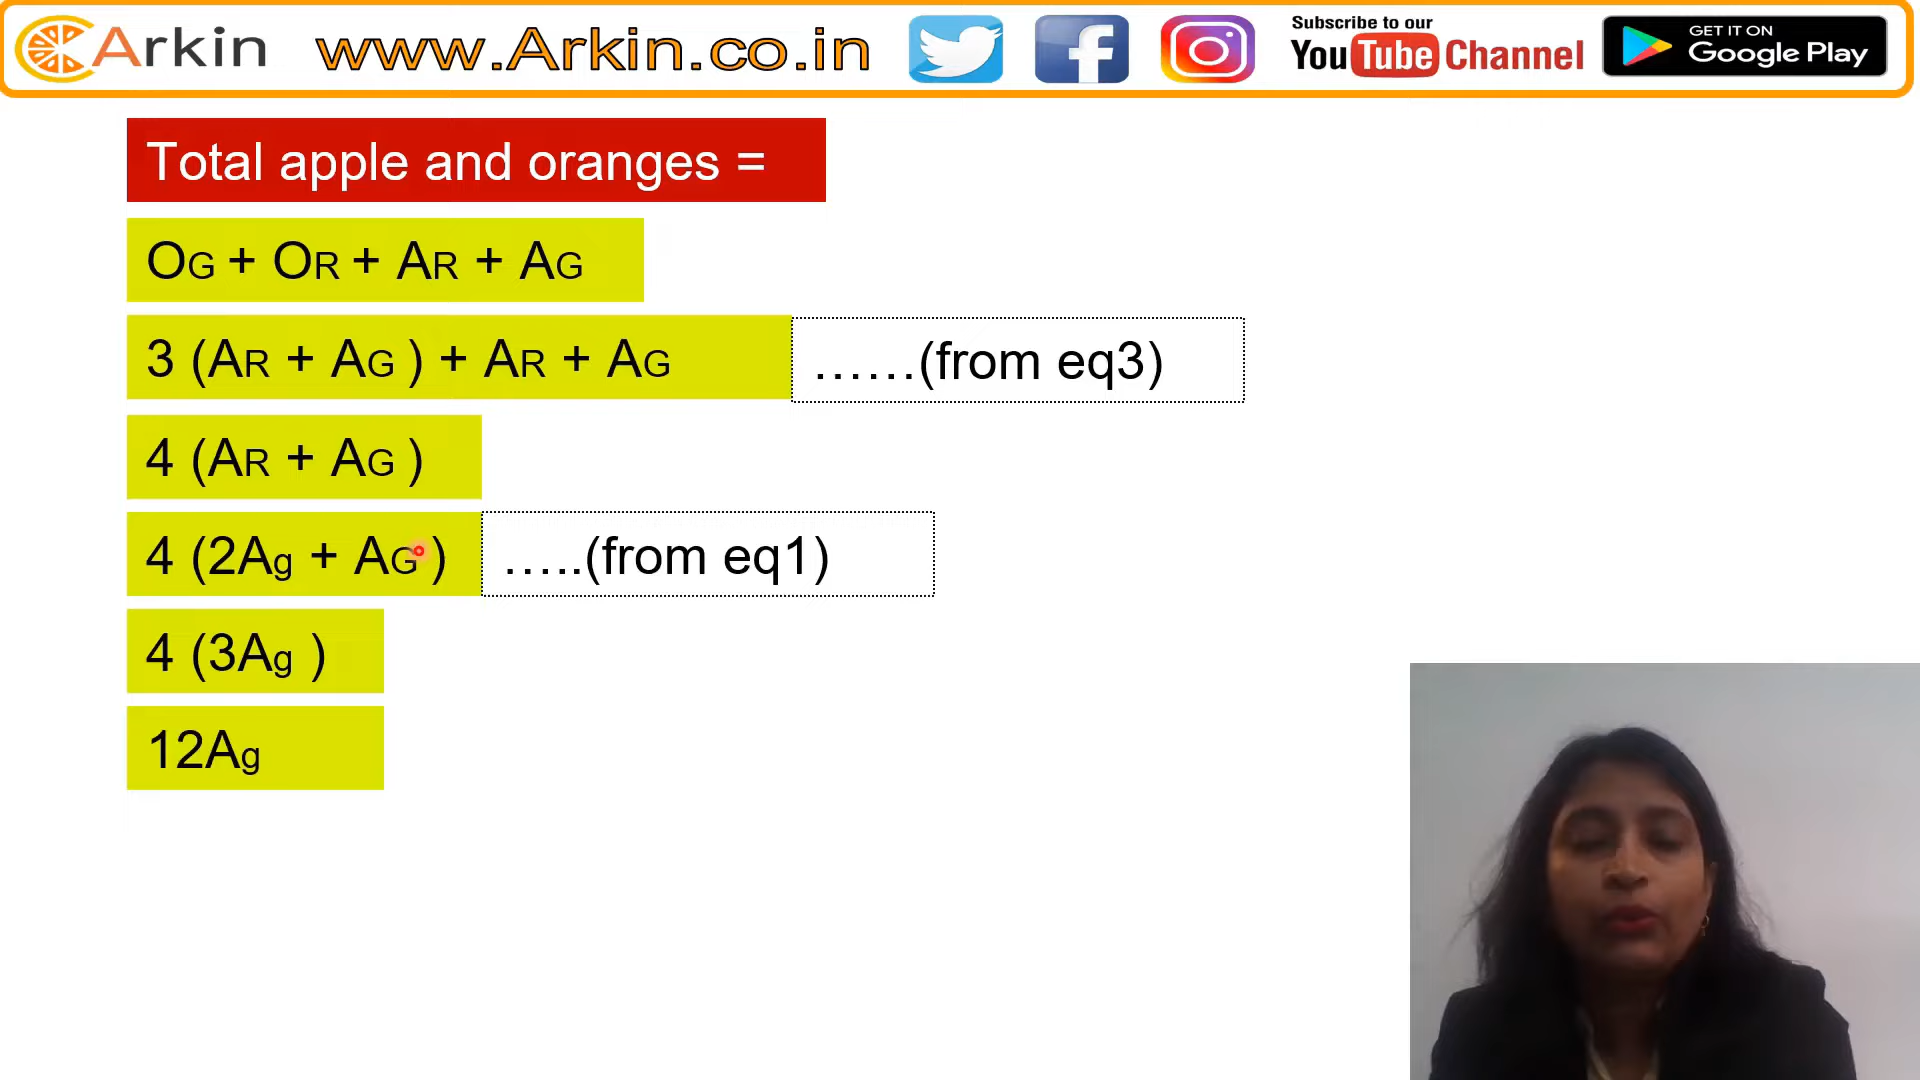 Arkin www.Arkin.co.in Subscribe to our YouTube Channel GET IT ON Google Play
Total apple and oranges =
OG + OR + AR + AG
3 (AR + AG ) + AR + AG ......(from eq3)
4 (AR + AG )
4 (2Ag + AG ) .....(from eq1)
4 (3Ag )
12Ag